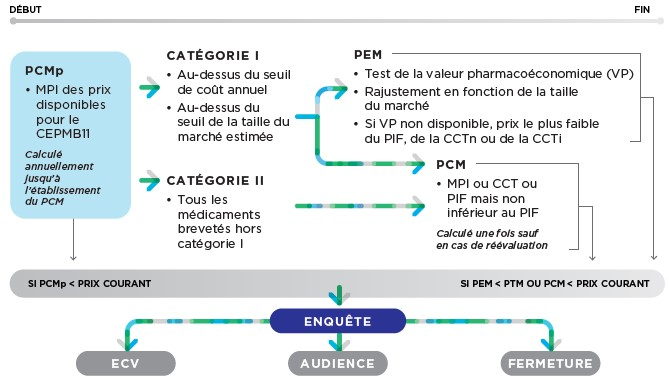 DÉBUT
FIN
PCMp
• MPI des prix
disponibles
pour le
CEPMB11
Calculé
annuellement
jusqu'à
l'établissement
du PCM
CATÉGORIE I
• Au-dessus du seuil
de coût annuel
• Au-dessus du
seuil de la taille du
marché estimée
CATÉGORIE II
• Tous les
médicaments
brevetés hors
catégorie I
PEM
• Test de la valeur pharmacoéconomique (VP)
• Rajustement en fonction de la taille
du marché
• Si VP non disponible, prix le plus faible
du PIF, de la CCTn ou de la CCTi
PCM
• MPI ou CCT ou
PIF mais non
inférieur au PIF
Calculé une fois sauf
en cas de réévaluation
SI PCMp < PRIX COURANT
SI PEM < PTM OU PCM < PRIX COURANT
ENQUÊTE
ECV
AUDIENCE
FERMETURE